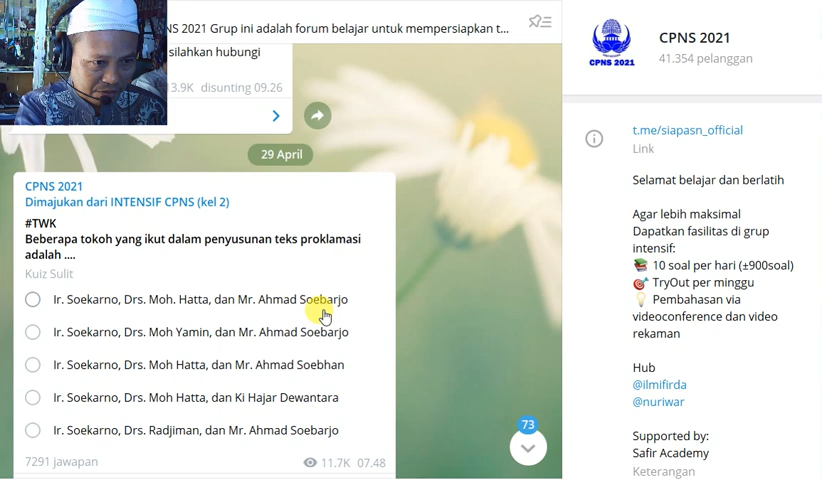 NS 2021 Grup ini adalah forum belajar untuk mempersiapkan t...
silahkan hubungi
13.9K disunting 09.26
29 April
CPNS 2021
Dimajukan dari INTENSIF CPNS (kel 2)
#TWK
Beberapa tokoh yang ikut dalam penyusunan teks proklamasi
adalah ....
Kuiz Sulit
Ir. Soekarno, Drs. Moh. Hatta, dan Mr. Ahmad Soebarjo
Ir. Soekarno, Drs. Moh Yamin, dan Mr. Ahmad Soebarjo
Ir. Soekarno, Drs. Moh Hatta, dan Mr. Ahmad Soebhan
Ir. Soekarno, Drs. Moh Hatta, dan Ki Hajar Dewantara
Ir. Soekarno, Drs. Radjiman, dan Mr. Ahmad Soebarjo
7291 jawapan
11.7K 07.48
73
CPNS 2021
CPNS 2021
41.354 pelanggan
t.me/siapasn_official
Link
Selamat belajar dan berlatih
Agar lebih maksimal
Dapatkan fasilitas di grup
intensif:
10 soal per hari (±900soal)
TryOut per minggu
Pembahasan via
videoconference dan video
rekaman
Hub
@ilmifirda
@nuriwar
Supported by:
Safir Academy
Keterangan